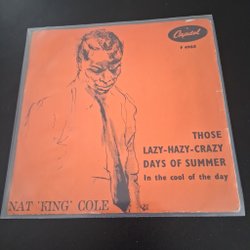 Capitol
THOSE
LAZY-HAZY-CRAZY
DAYS OF SUMMER
In the cool of the day
NAT 'KING' COLE